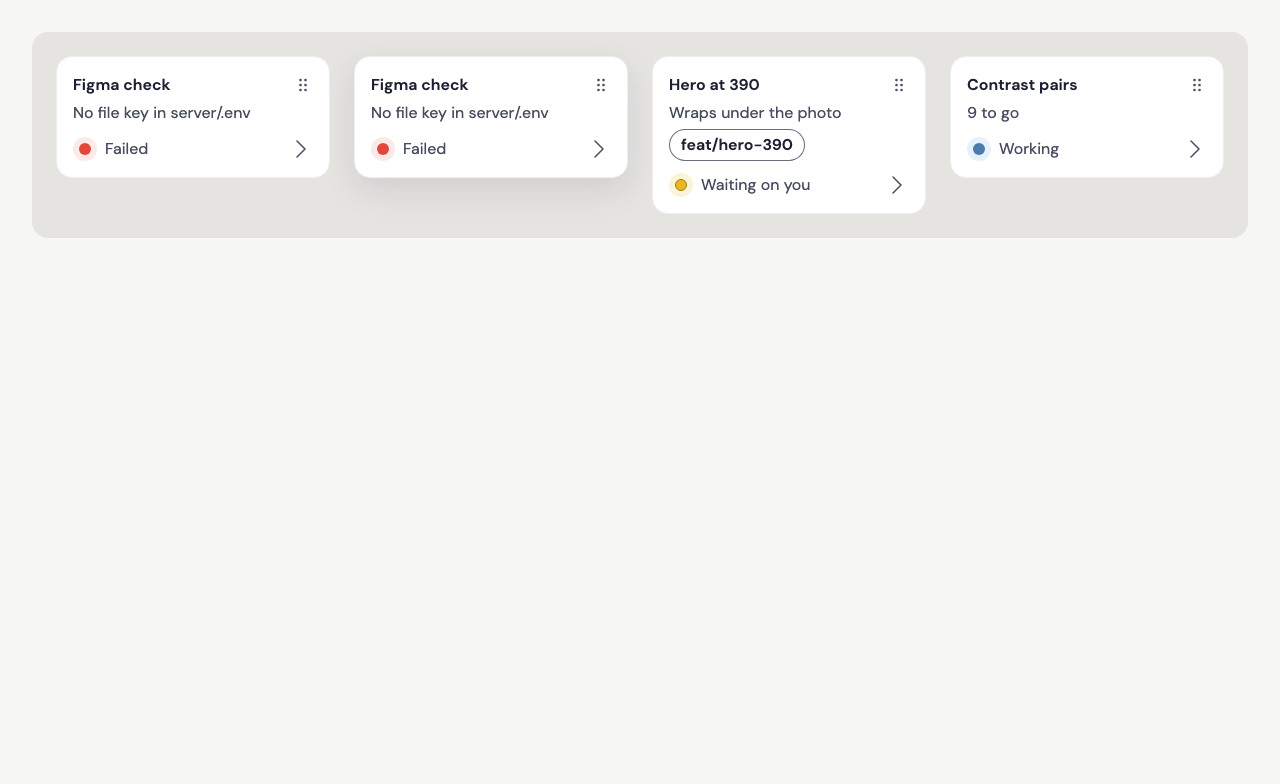 Figma check
No file key in server/.env
Failed
Figma check
No file key in server/.env
Failed
Hero at 390
Wraps under the photo
feat/hero-390
Waiting on you
Contrast pairs
9 to go
Working